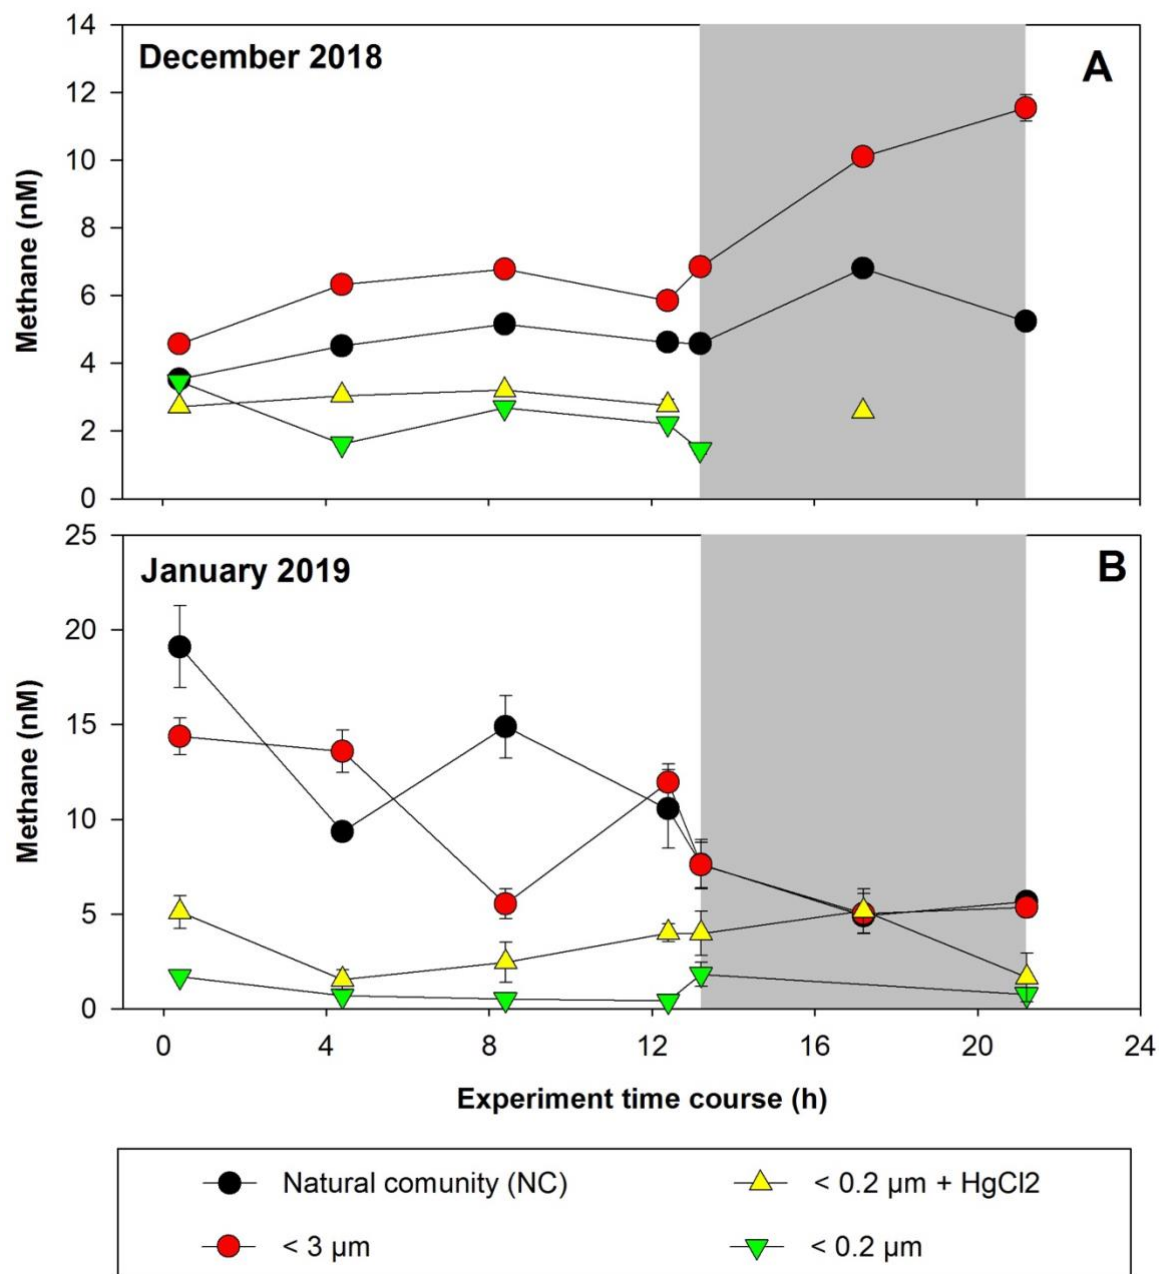 14
December 2018
A
12
10
8
6
4
2
0
Methane (nM)
25
January 2019
B
20
15
10
5
0
Methane (nM)
0 4 8 12 16 20 24
Experiment time course (h)
Natural comunity (NC) < 0.2 µm + HgCl2
< 3 µm < 0.2 µm